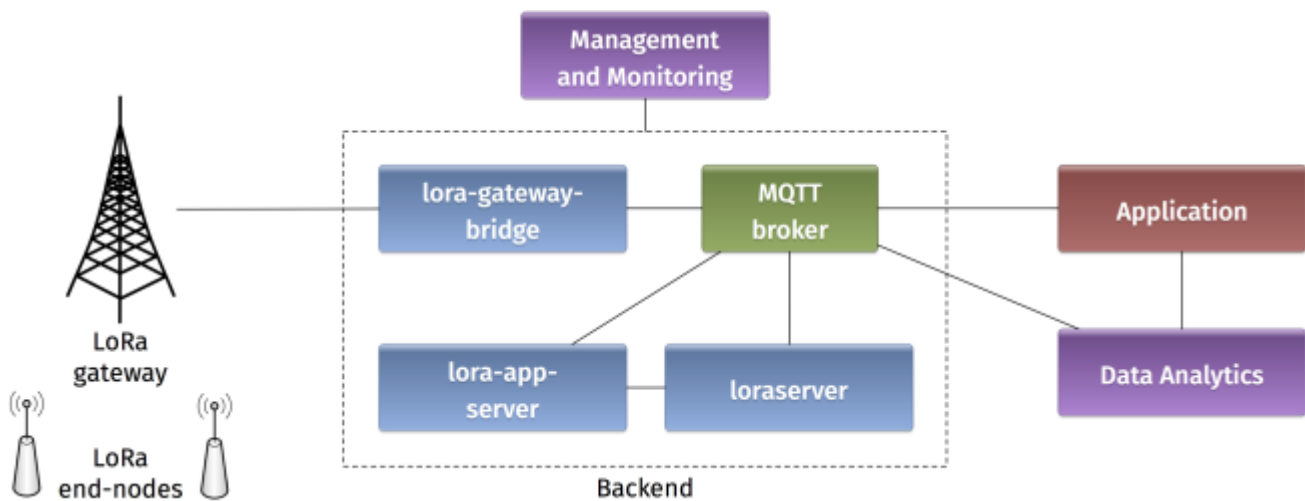 Management
and Monitoring
lora-gateway-
bridge
MQTT
broker
Application
LoRa
gateway
lora-app-
server
loraserver
Data Analytics
LoRa
end-nodes
Backend